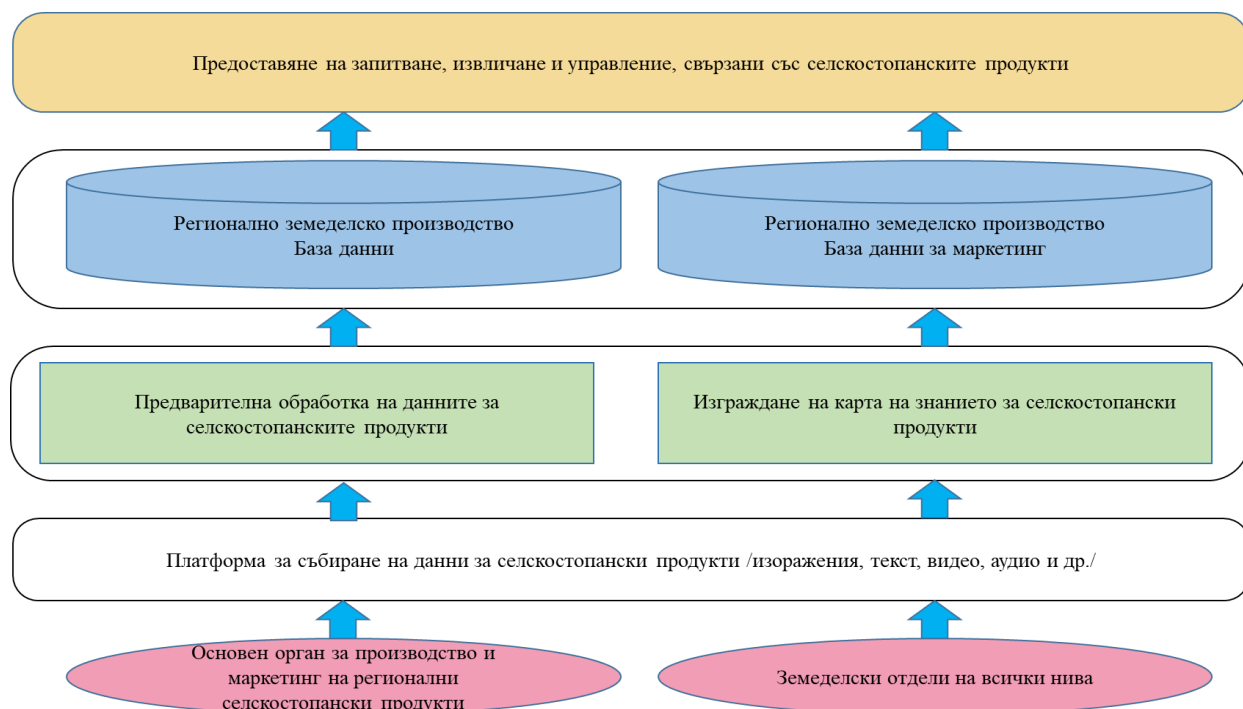 Предоставяне на запитване, извличане и управление, свързани със селскостопанските продукти
Регионално земеделско производство
База данни
Регионално земеделско производство
База данни за маркетинг
Предварителна обработка на данните за
селскостопанските продукти
Изграждане на карта на знанието за селскостопански
продукти
Платформа за събиране на данни за селскостопански продукти /изоражения, текст, видео, аудио и др./
Основен орган за производство и
маркетинг на регионални
селскостопански продукти
Земеделски отдели на всички нива